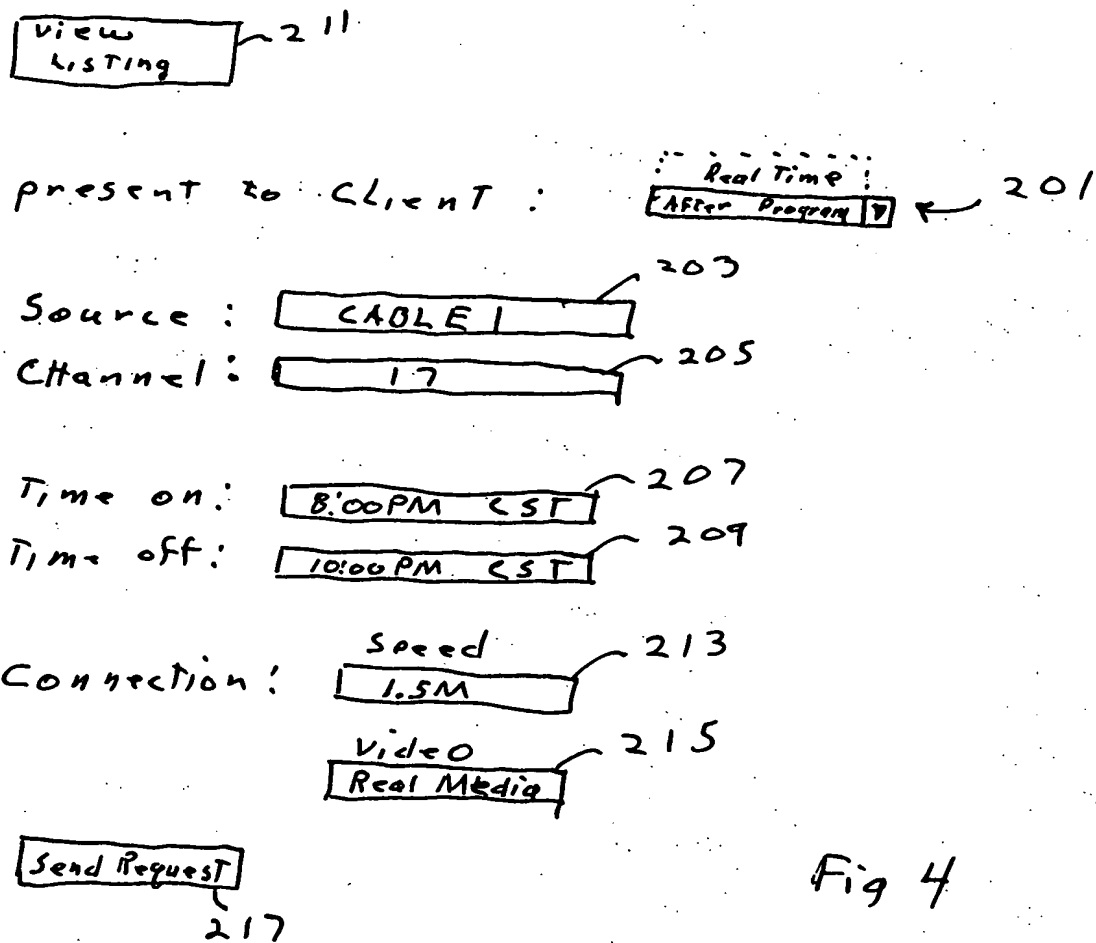 View 211
Listing
Real Time
present to Client : After Program 201
203
Source : CABLE 1
Channel : 17 205
Time on : 8:00PM CST 207
Time off : 10:00 PM CST 209
Speed 213
Connection : 1.5M
Video 215
Real Media
Send Request
217
Fig 4